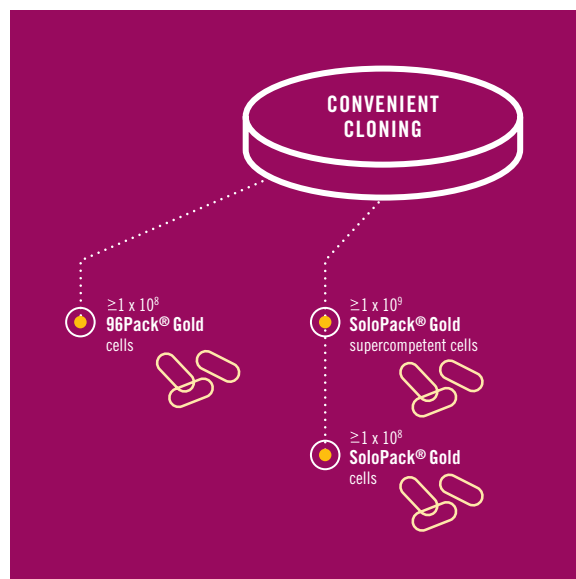 CONVENIENT
CLONING
≥1 x 10⁸
96Pack® Gold
cells
≥1 x 10⁹
SoloPack® Gold
supercompetent cells
≥1 x 10⁸
SoloPack® Gold
cells